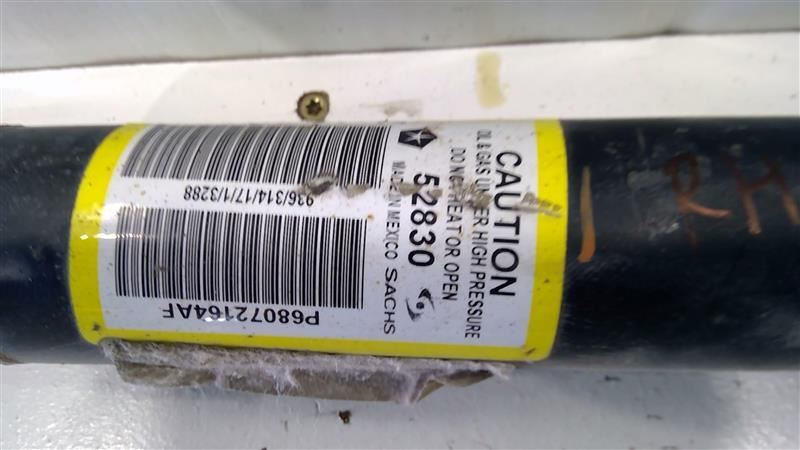 CAUTION
OIL & GAS UNDER HIGH PRESSURE
DO NOT HEAT OR OPEN
52830
MADE IN MEXICO SACHS
936/314/17/1/3288
P68072164AF
RH